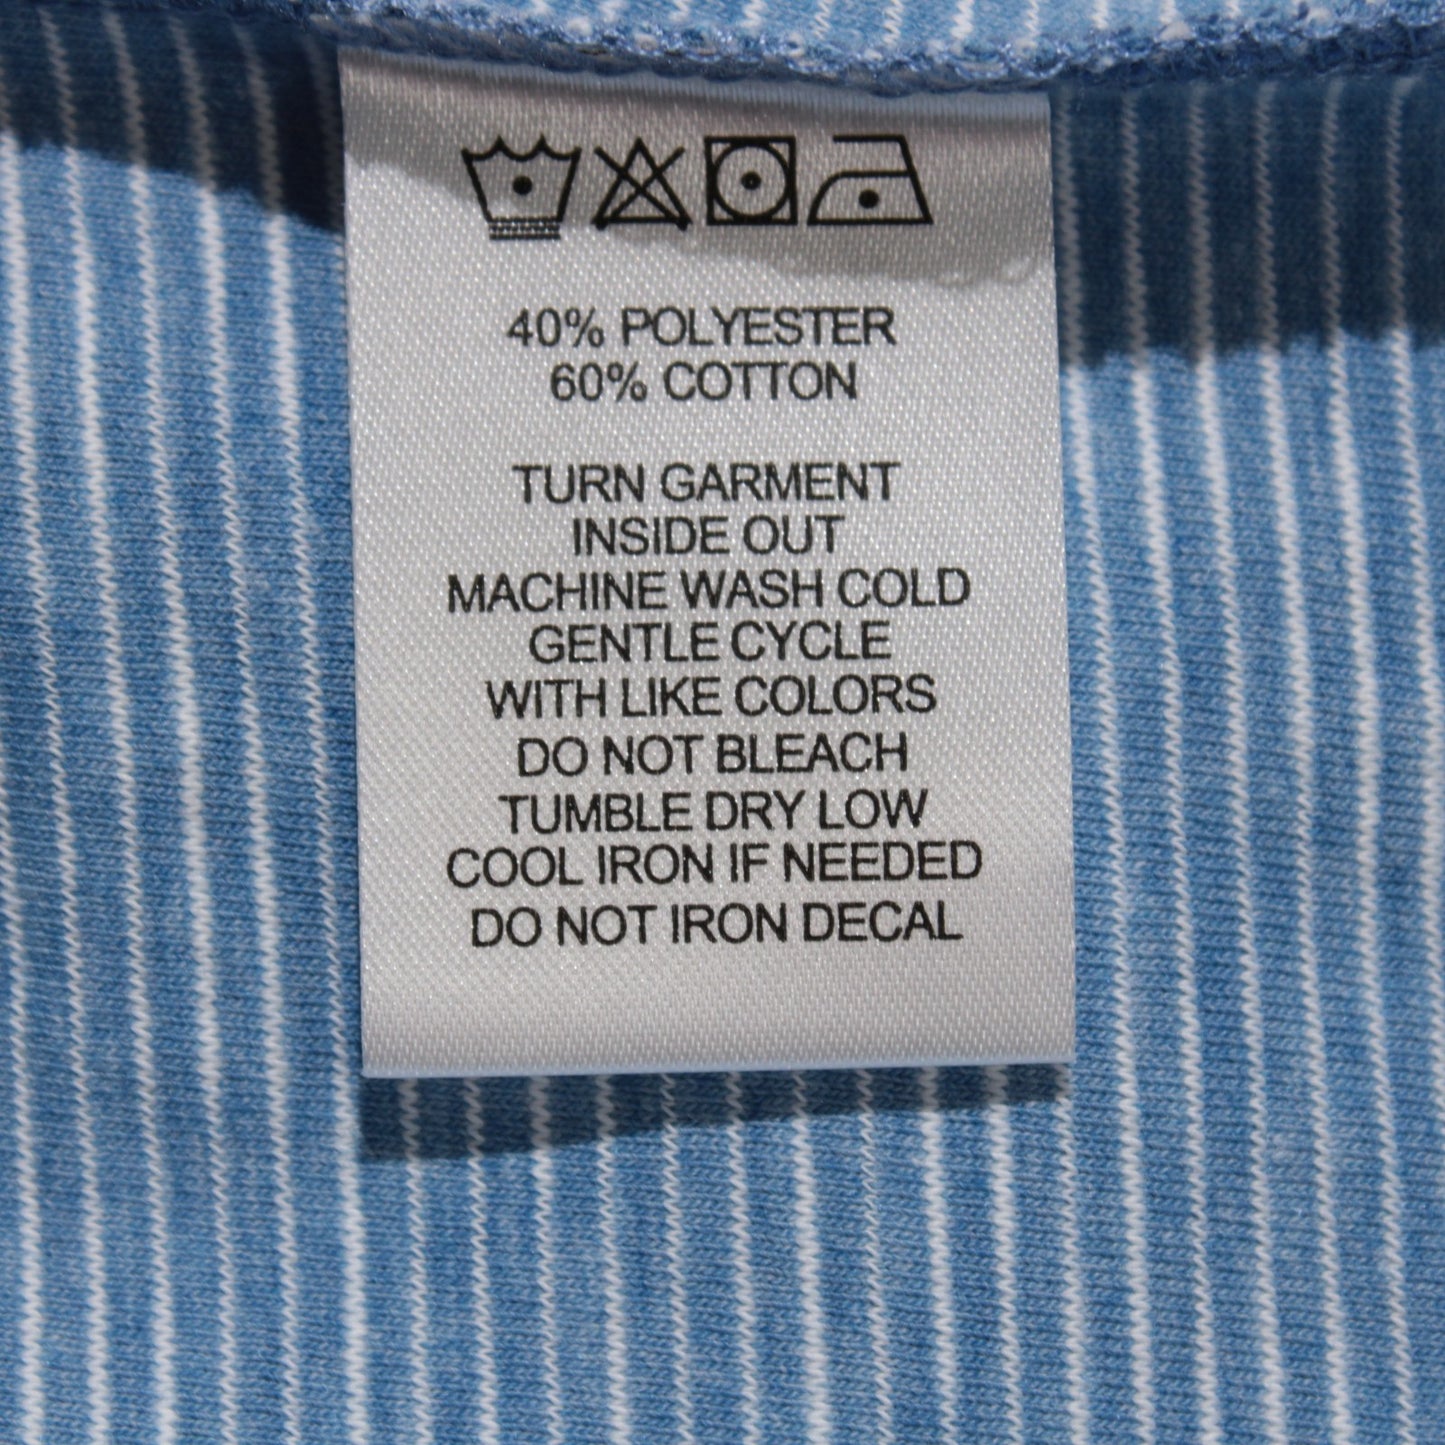 40% POLYESTER
60% COTTON
TURN GARMENT
INSIDE OUT
MACHINE WASH COLD
GENTLE CYCLE
WITH LIKE COLORS
DO NOT BLEACH
TUMBLE DRY LOW
COOL IRON IF NEEDED
DO NOT IRON DECAL